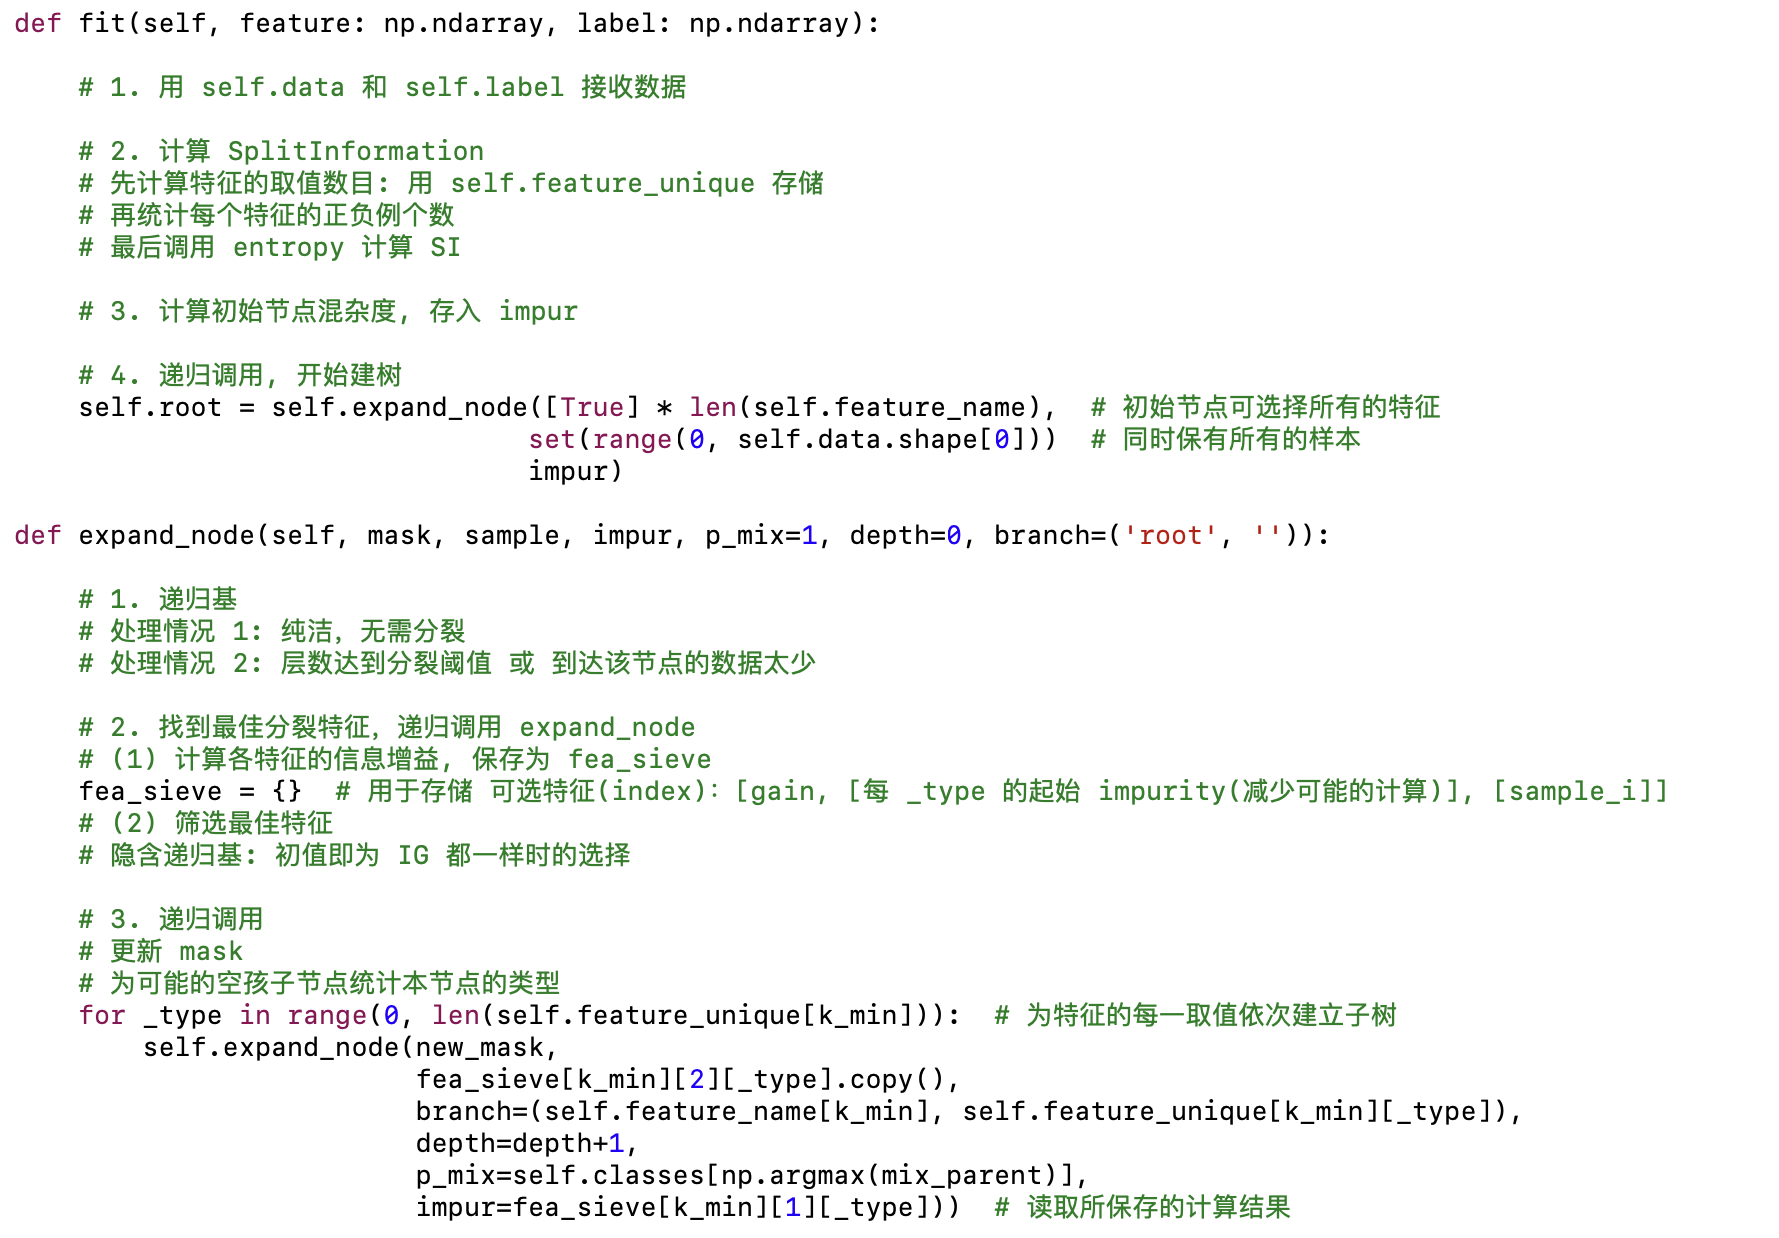 def fit(self, feature: np.ndarray, label: np.ndarray):
# 1. 用 self.data 和 self.label 接收数据
# 2. 计算 SplitInformation
# 先计算特征的取值数目: 用 self.feature_unique 存储
# 再统计每个特征的正负例个数
# 最后调用 entropy 计算 SI
# 3. 计算初始节点混杂度, 存入 impur
# 4. 递归调用, 开始建树
self.root = self.expand_node([True] * len(self.feature_name),  # 初始节点可选择所有的特征
set(range(0, self.data.shape[0]))  # 同时保有所有的样本
impur)
def expand_node(self, mask, sample, impur, p_mix=1, depth=0, branch=('root', '')):
# 1. 递归基
# 处理情况 1: 纯洁, 无需分裂
# 处理情况 2: 层数达到分裂阈值 或 到达该节点的数据太少
# 2. 找到最佳分裂特征, 递归调用 expand_node
# (1) 计算各特征的信息增益, 保存为 fea_sieve
fea_sieve = {}  # 用于存储 可选特征(index): [gain, [每 _type 的起始 impurity(减少可能的计算)], [sample_i]]
# (2) 筛选最佳特征
# 隐含递归基: 初值即为 IG 都一样时的选择
# 3. 递归调用
# 更新 mask
# 为可能的空孩子节点统计本节点的类型
for _type in range(0, len(self.feature_unique[k_min])):  # 为特征的每一取值依次建立子树
self.expand_node(new_mask,
fea_sieve[k_min][2][_type].copy(),
branch=(self.feature_name[k_min], self.feature_unique[k_min][_type]),
depth=depth+1,
p_mix=self.classes[np.argmax(mix_parent)],
impur=fea_sieve[k_min][1][_type]))  # 读取所保存的计算结果